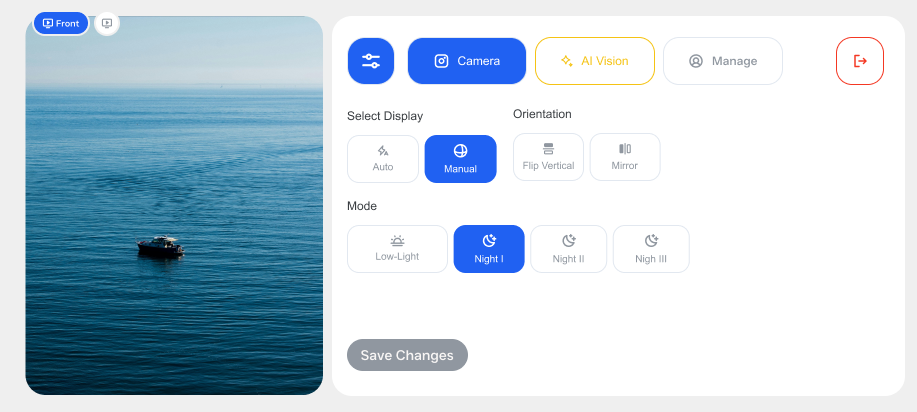 Front
Camera
AI Vision
Manage
Select Display
Orientation
Auto
Manual
Flip Vertical
Mirror
Mode
Low-Light
Night I
Night II
Nigh III
Save Changes